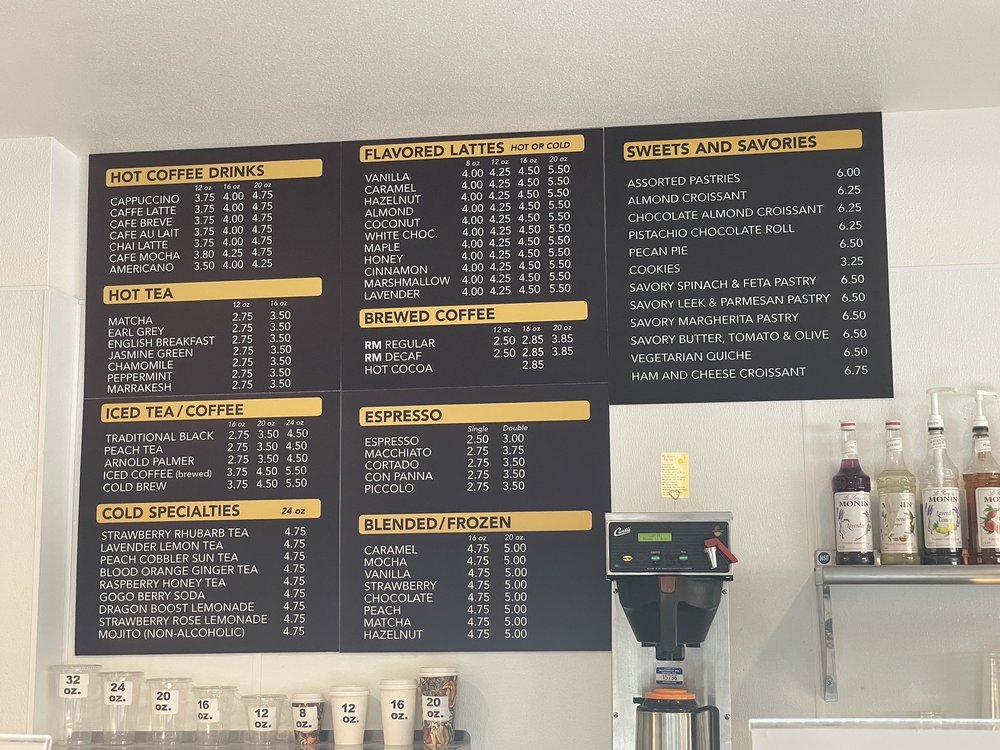 HOT COFFEE DRINKS
12 oz 16 oz 20 oz
CAPPUCCINO 3.75 4.00 4.75
CAFFE LATTE 3.75 4.00 4.75
CAFE BREVE 3.75 4.00 4.75
CAFE AU LAIT 3.75 4.00 4.75
CHAI LATTE 3.75 4.00 4.75
CAFE MOCHA 3.80 4.25 4.75
AMERICANO 3.50 4.00 4.25
HOT TEA
12 oz 16 oz
MATCHA 2.75 3.50
EARL GREY 2.75 3.50
ENGLISH BREAKFAST 2.75 3.50
JASMINE GREEN 2.75 3.50
CHAMOMILE 2.75 3.50
PEPPERMINT 2.75 3.50
MARRAKESH 2.75 3.50
ICED TEA / COFFEE
16 oz 20 oz 24 oz
TRADITIONAL BLACK 2.75 3.50 4.50
PEACH TEA 2.75 3.50 4.50
ARNOLD PALMER 2.75 3.50 4.50
ICED COFFEE (brewed) 3.75 4.50 5.50
COLD BREW 3.75 4.50 5.50
COLD SPECIALTIES 24 oz
STRAWBERRY RHUBARB TEA 4.75
LAVENDER LEMON TEA 4.75
PEACH COBBLER SUN TEA 4.75
BLOOD ORANGE GINGER TEA 4.75
RASPBERRY HONEY TEA 4.75
GOGO BERRY SODA 4.75
DRAGON BOOST LEMONADE 4.75
STRAWBERRY ROSE LEMONADE 4.75
MOJITO (NON-ALCOHOLIC) 4.75
FLAVORED LATTES HOT OR COLD
8 oz 12 oz 16 oz 20 oz
VANILLA 4.00 4.25 4.50 5.50
CARAMEL 4.00 4.25 4.50 5.50
HAZELNUT 4.00 4.25 4.50 5.50
ALMOND 4.00 4.25 4.50 5.50
COCONUT 4.00 4.25 4.50 5.50
WHITE CHOC. 4.00 4.25 4.50 5.50
MAPLE 4.00 4.25 4.50 5.50
HONEY 4.00 4.25 4.50 5.50
CINNAMON 4.00 4.25 4.50 5.50
MARSHMALLOW 4.00 4.25 4.50 5.50
LAVENDER 4.00 4.25 4.50 5.50
BREWED COFFEE
12 oz 16 oz 20 oz
RM REGULAR 2.50 2.85 3.85
RM DECAF 2.50 2.85 3.85
HOT COCOA 2.85
ESPRESSO
Single Double
ESPRESSO 2.50 3.00
MACCHIATO 2.75 3.75
CORTADO 2.75 3.50
CON PANNA 2.75 3.50
PICCOLO 2.75 3.50
BLENDED / FROZEN
16 oz 20 oz.
CARAMEL 4.75 5.00
MOCHA 4.75 5.00
VANILLA 4.75 5.00
STRAWBERRY 4.75 5.00
CHOCOLATE 4.75 5.00
PEACH 4.75 5.00
MATCHA 4.75 5.00
HAZELNUT 4.75 5.00
SWEETS AND SAVORIES
ASSORTED PASTRIES 6.00
ALMOND CROISSANT 6.25
CHOCOLATE ALMOND CROISSANT 6.25
PISTACHIO CHOCOLATE ROLL 6.25
PECAN PIE 6.50
COOKIES 3.25
SAVORY SPINACH & FETA PASTRY 6.50
SAVORY LEEK & PARMESAN PASTRY 6.50
SAVORY MARGHERITA PASTRY 6.50
SAVORY BUTTER, TOMATO & OLIVE 6.50
VEGETARIAN QUICHE 6.50
HAM AND CHEESE CROISSANT 6.75
Curtis
15736
MONIN
MONIN
MONIN
NSF
32
oz.
24
oz.
20
oz.
16
oz.
12
oz.
8
oz.
12
oz.
16
oz.
20
oz.